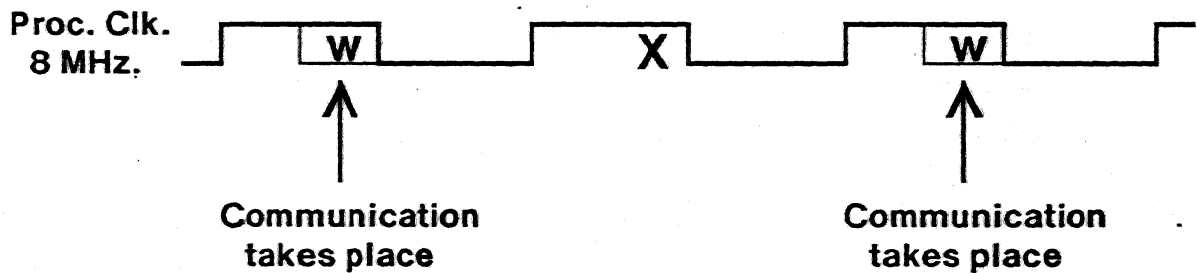 Proc. Clk.
8 MHz.
W
X
W
Communication
takes place
Communication
takes place